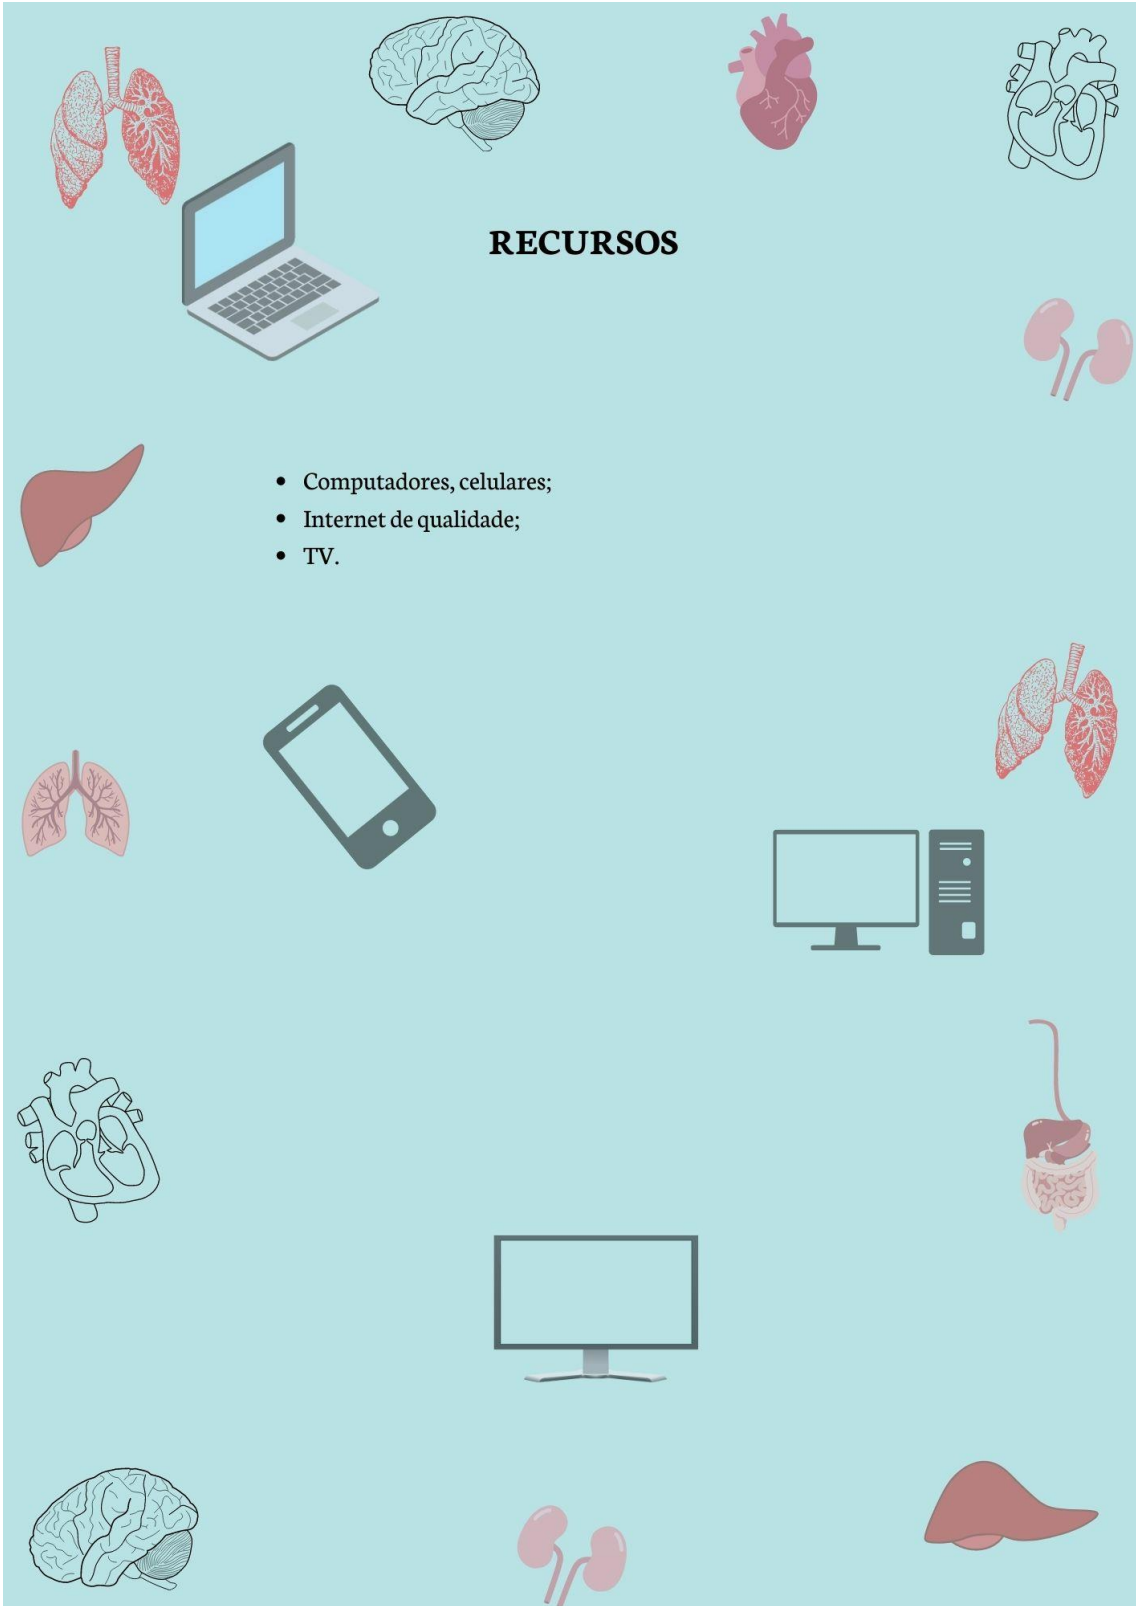 RECURSOS
• Computadores, celulares;
• Internet de qualidade;
• TV.